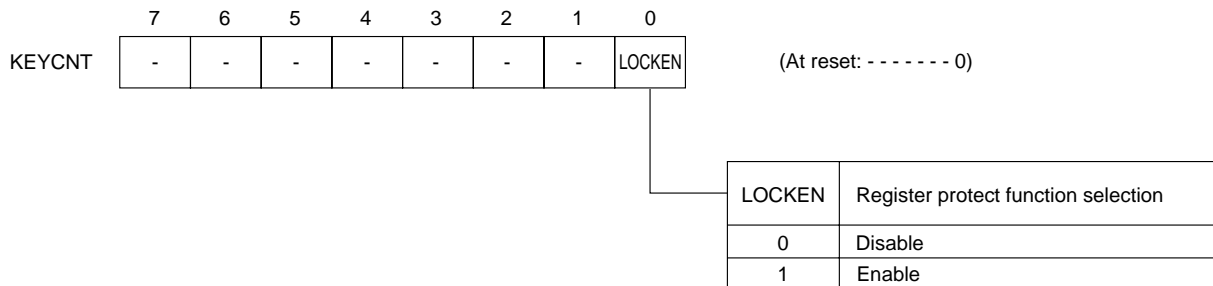 7 6 5 4 3 2 1 0
KEYCNT - - - - - - - LOCKEN (At reset: - - - - - - - 0)
LOCKEN Register protect function selection
0 Disable
1 Enable